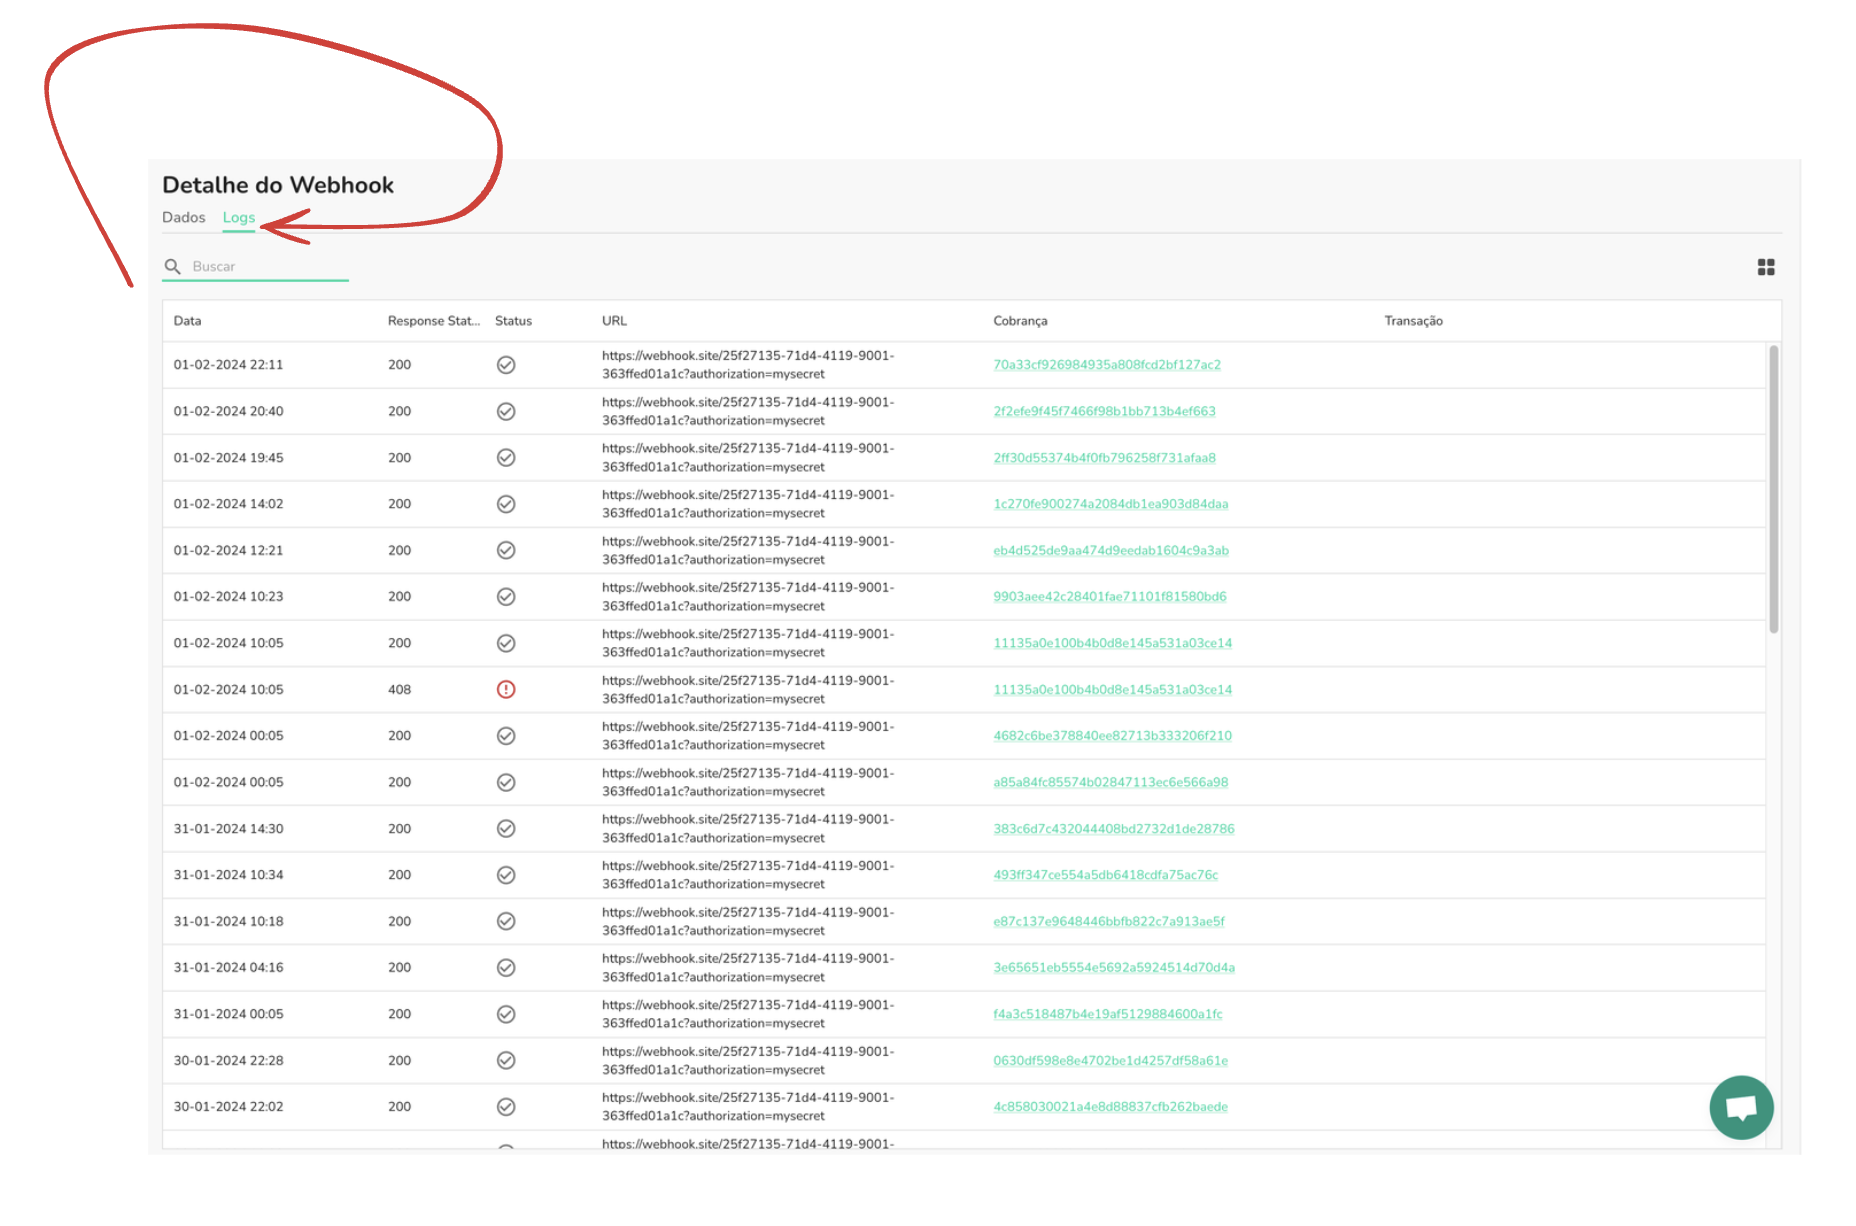 Detalhe do Webhook
Dados Logs
Buscar
Data Response Stat... Status URL Cobrança Transação
01-02-2024 22:11 200 https://webhook.site/25f27135-71d4-4119-9001-
363ffed01a1c?authorization=mysecret 70a33cf926984935a808fcd2bf127ac2
01-02-2024 20:40 200 https://webhook.site/25f27135-71d4-4119-9001-
363ffed01a1c?authorization=mysecret 2f2efe9f45f7466f98b1bb713b4ef663
01-02-2024 19:45 200 https://webhook.site/25f27135-71d4-4119-9001-
363ffed01a1c?authorization=mysecret 2ff30d55374b4f0fb796258f731afaa8
01-02-2024 14:02 200 https://webhook.site/25f27135-71d4-4119-9001-
363ffed01a1c?authorization=mysecret 1c270fe900274a2084db1ea903d84daa
01-02-2024 12:21 200 https://webhook.site/25f27135-71d4-4119-9001-
363ffed01a1c?authorization=mysecret eb4d525de9aa474d9eedab1604c9a3ab
01-02-2024 10:23 200 https://webhook.site/25f27135-71d4-4119-9001-
363ffed01a1c?authorization=mysecret 9903aee42c28401fae71101f81580bd6
01-02-2024 10:05 200 https://webhook.site/25f27135-71d4-4119-9001-
363ffed01a1c?authorization=mysecret 11135a0e100b4b0d8e145a531a03ce14
01-02-2024 10:05 408 https://webhook.site/25f27135-71d4-4119-9001-
363ffed01a1c?authorization=mysecret 11135a0e100b4b0d8e145a531a03ce14
01-02-2024 00:05 200 https://webhook.site/25f27135-71d4-4119-9001-
363ffed01a1c?authorization=mysecret 4682c6be378840ee82713b333206f210
01-02-2024 00:05 200 https://webhook.site/25f27135-71d4-4119-9001-
363ffed01a1c?authorization=mysecret a85a84fc85574b02847113ec6e566a98
31-01-2024 14:30 200 https://webhook.site/25f27135-71d4-4119-9001-
363ffed01a1c?authorization=mysecret 383c6d7c432044408bd2732d1de28786
31-01-2024 10:34 200 https://webhook.site/25f27135-71d4-4119-9001-
363ffed01a1c?authorization=mysecret 493ff347ce554a5db6418cdfa75ac76c
31-01-2024 10:18 200 https://webhook.site/25f27135-71d4-4119-9001-
363ffed01a1c?authorization=mysecret e87c137e9648446bbfb822c7a913ae5f
31-01-2024 04:16 200 https://webhook.site/25f27135-71d4-4119-9001-
363ffed01a1c?authorization=mysecret 3e65651eb5554e5692a5924514d70d4a
31-01-2024 00:05 200 https://webhook.site/25f27135-71d4-4119-9001-
363ffed01a1c?authorization=mysecret f4a3c518487b4e19af5129884600a1fc
30-01-2024 22:28 200 https://webhook.site/25f27135-71d4-4119-9001-
363ffed01a1c?authorization=mysecret 0630df598e8e4702be1d4257df58a61e
30-01-2024 22:02 200 https://webhook.site/25f27135-71d4-4119-9001-
363ffed01a1c?authorization=mysecret 4c858030021a4e8d88837cfb262baede
https://webhook.site/25f27135-71d4-4119-9001-